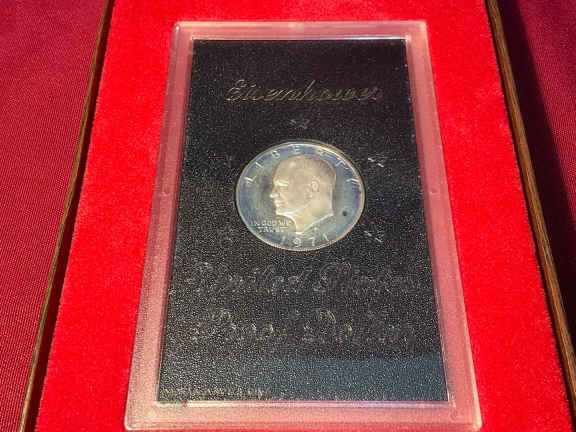 Eisenhower
LIBERTY
IN GOD WE
TRUST
1971
United States
Proof Dollar